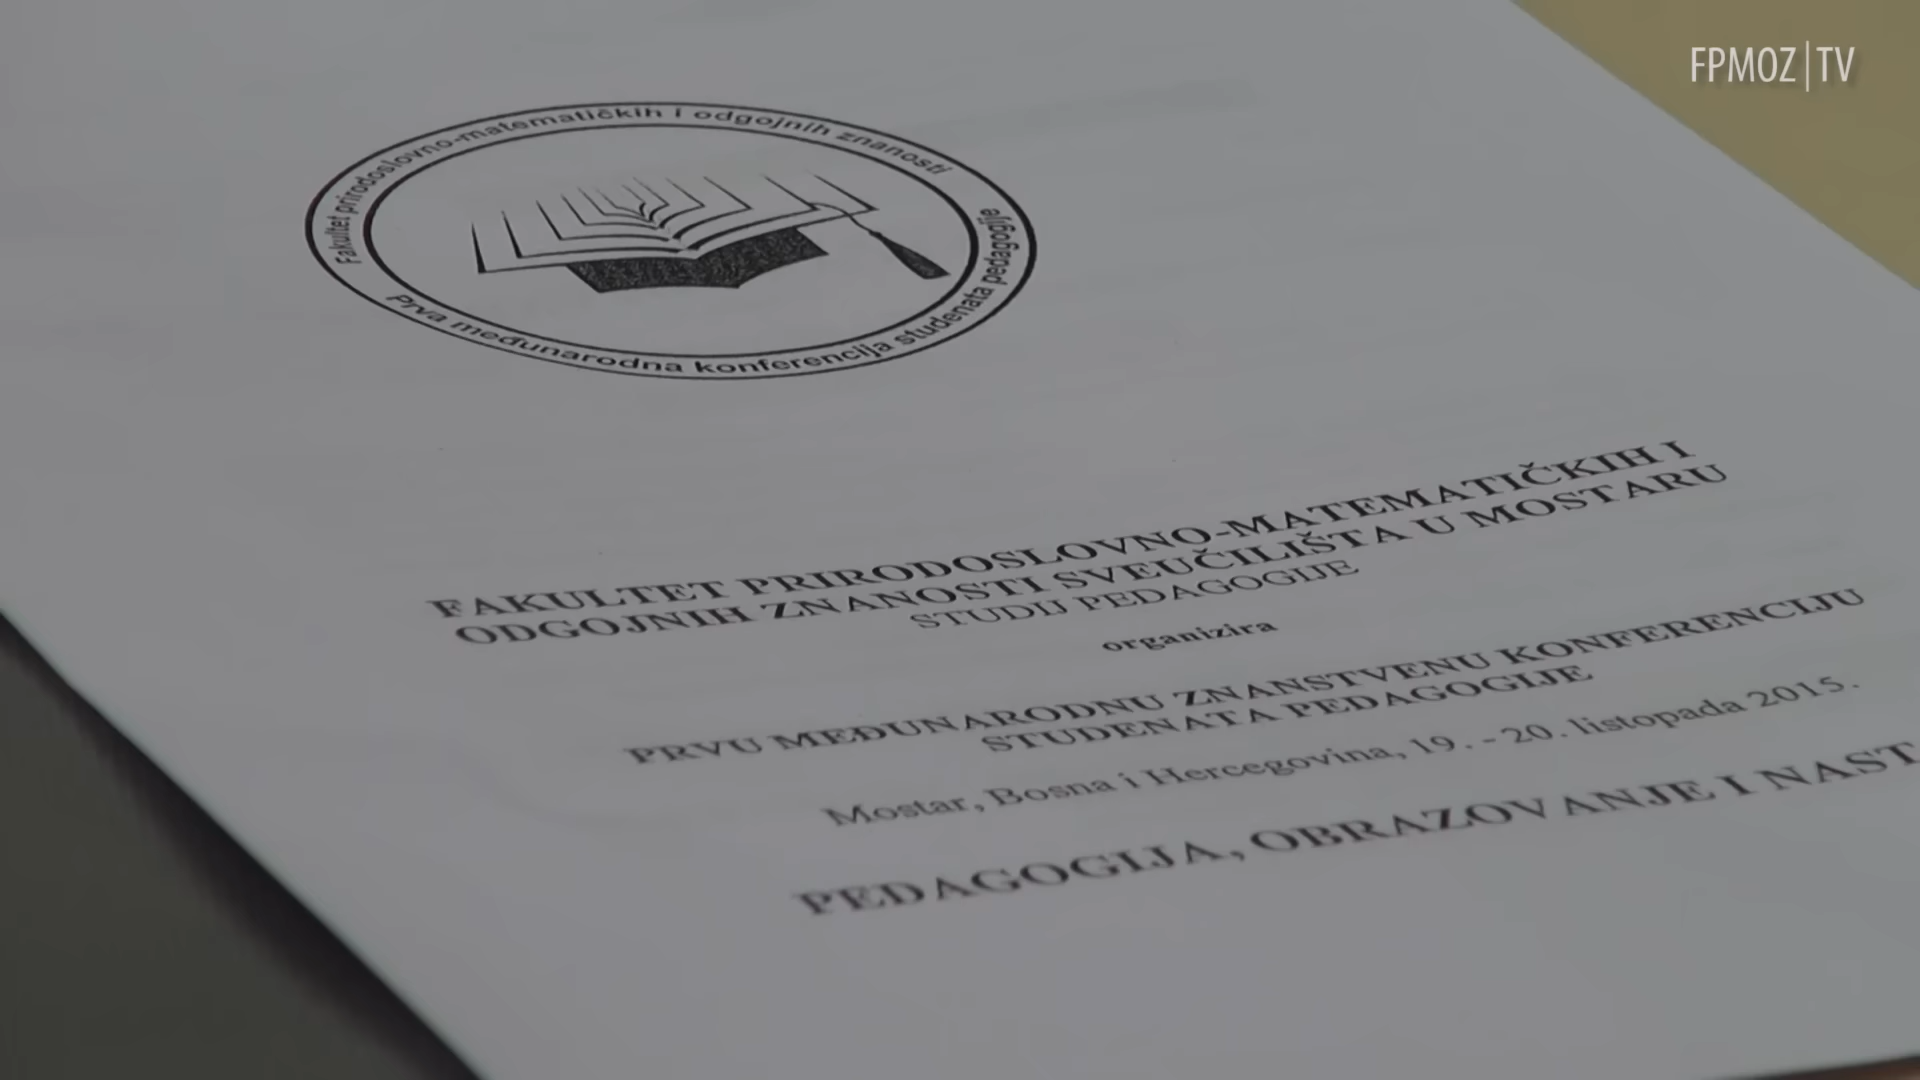 FPMOZ|TV
Fakultet prirodoslovno-matematičkih i odgojnih znanosti
Prva međunarodna konferencija studenata pedagogije
FAKULTET PRIRODOSLOVNO-MATEMATIČKIH I
ODGOJNIH ZNANOSTI SVEUČILIŠTA U MOSTARU
STUDIJ PEDAGOGIJE
organizira
PRVU MEĐUNARODNU ZNANSTVENU KONFERENCIJU
STUDENATA PEDAGOGIJE
Mostar, Bosna i Hercegovina, 19. - 20. listopada 2015.
PEDAGOGIJA, OBRAZOVANJE I NAST